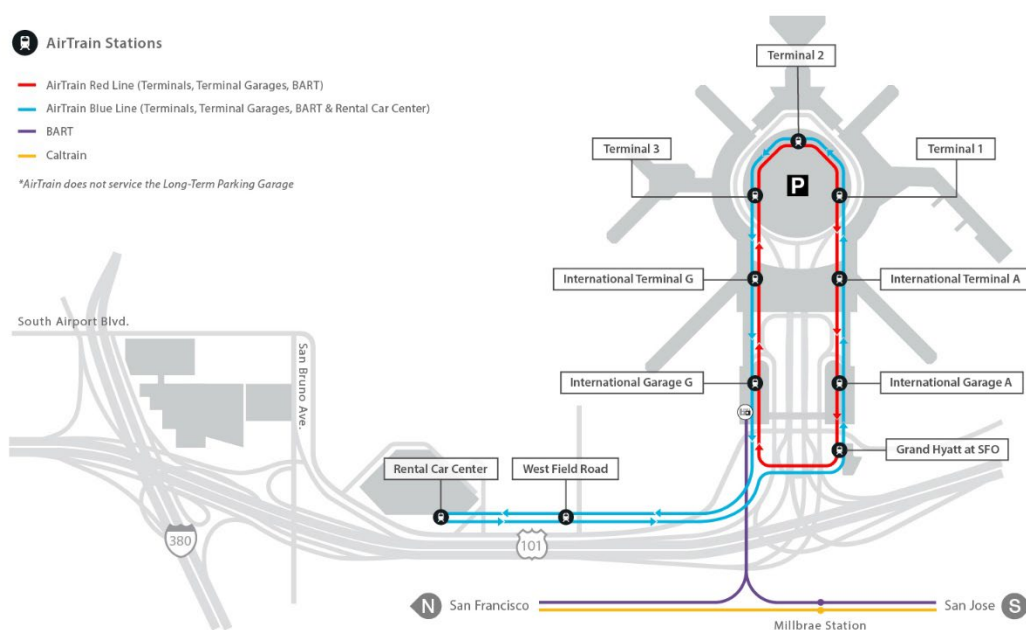 AirTrain Stations
AirTrain Red Line (Terminals, Terminal Garages, BART)
AirTrain Blue Line (Terminals, Terminal Garages, BART & Rental Car Center)
BART
Caltrain
*AirTrain does not service the Long-Term Parking Garage
Terminal 2
Terminal 3
Terminal 1
P
International Terminal G
International Terminal A
South Airport Blvd.
San Bruno Ave.
International Garage G
International Garage A
Grand Hyatt at SFO
Rental Car Center
West Field Road
380
101
N
San Francisco
San Jose
S
Millbrae Station